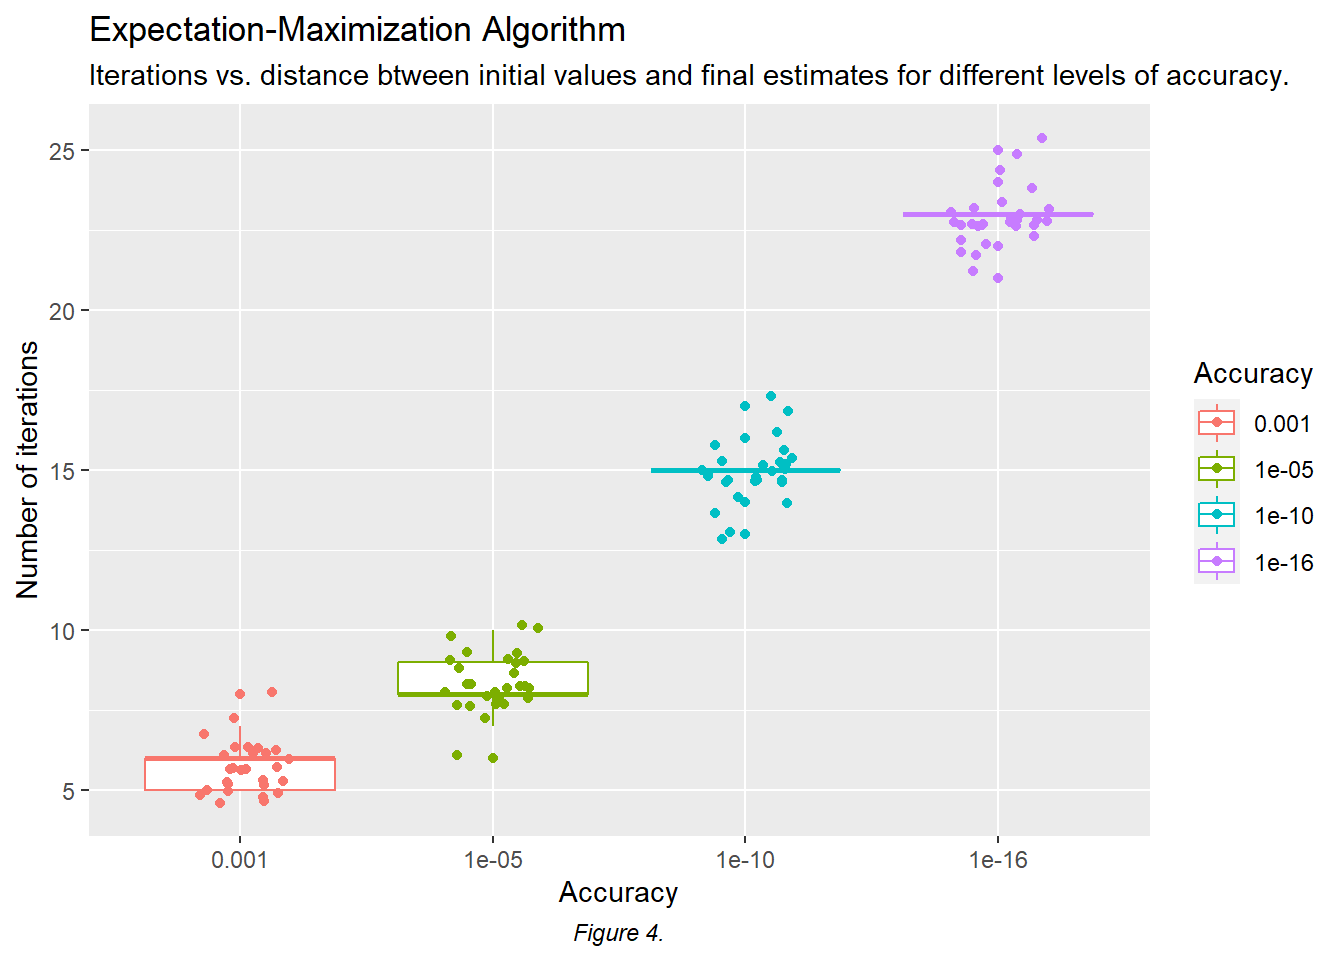 Expectation-Maximization Algorithm
Iterations vs. distance btween initial values and final estimates for different levels of accuracy.
25
20
15
10
5
Number of iterations
0.001
1e-05
1e-10
1e-16
Accuracy
Figure 4.
Accuracy
0.001
1e-05
1e-10
1e-16